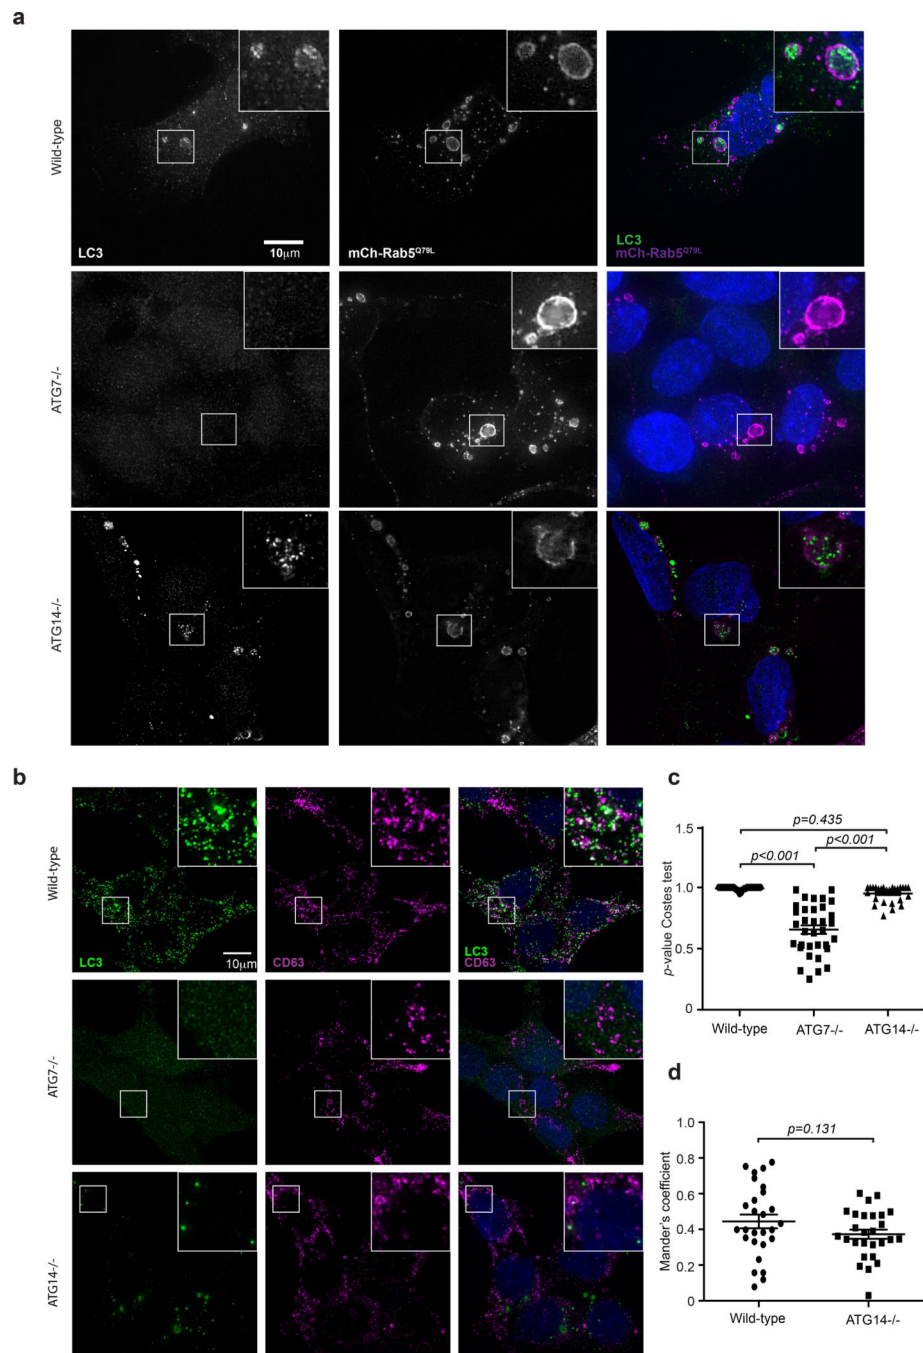 a
Wild-type
LC3
10µm
mCh-Rab5Q79L
LC3
mCh-Rab5Q79L
ATG7-/-
ATG14-/-
b
Wild-type
LC3
10µm
CD63
LC3
CD63
ATG7-/-
ATG14-/-
c
p=0.435
p<0.001
p<0.001
1.5
1.0
0.5
0
p-value Costes test
Wild-type
ATG7-/-
ATG14-/-
d
p=0.131
1.0
0.8
0.6
0.4
0.2
0
Mander's coefficient
Wild-type
ATG14-/-